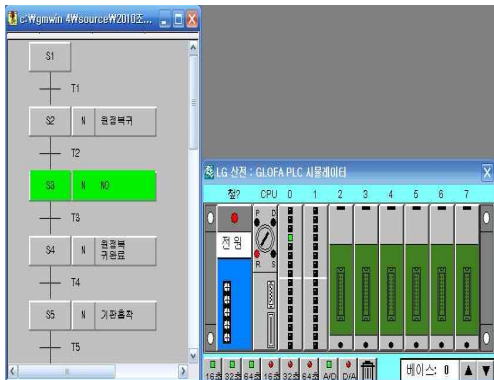 c:₩gmwin 4₩source₩2010조...
S1
T1
S2 N 원점복귀
T2
S3 N NO
T3
S4 N 원점복
귀완료
T4
S5 N 기판흡착
T5
LG 산전 : GLOFA PLC 시뮬레이터
CPU 0 1 2 3 4 5 6 7
전원
P D
R S
16점 32점 64점 16점 32점 64점 A/D D/A
베이스: 0